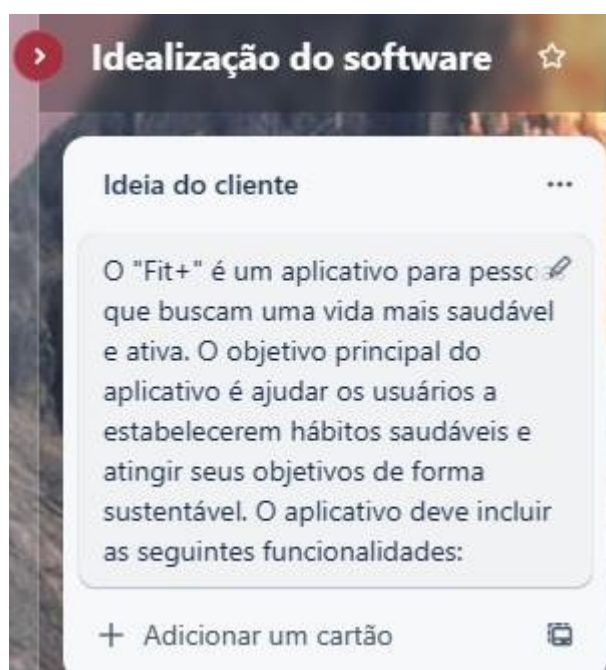 Idealização do software
Ideia do cliente
O "Fit+" é um aplicativo para pesso
que buscam uma vida mais saudável
e ativa. O objetivo principal do
aplicativo é ajudar os usuários a
estabelecerem hábitos saudáveis e
atingir seus objetivos de forma
sustentável. O aplicativo deve incluir
as seguintes funcionalidades:
Adicionar um cartão